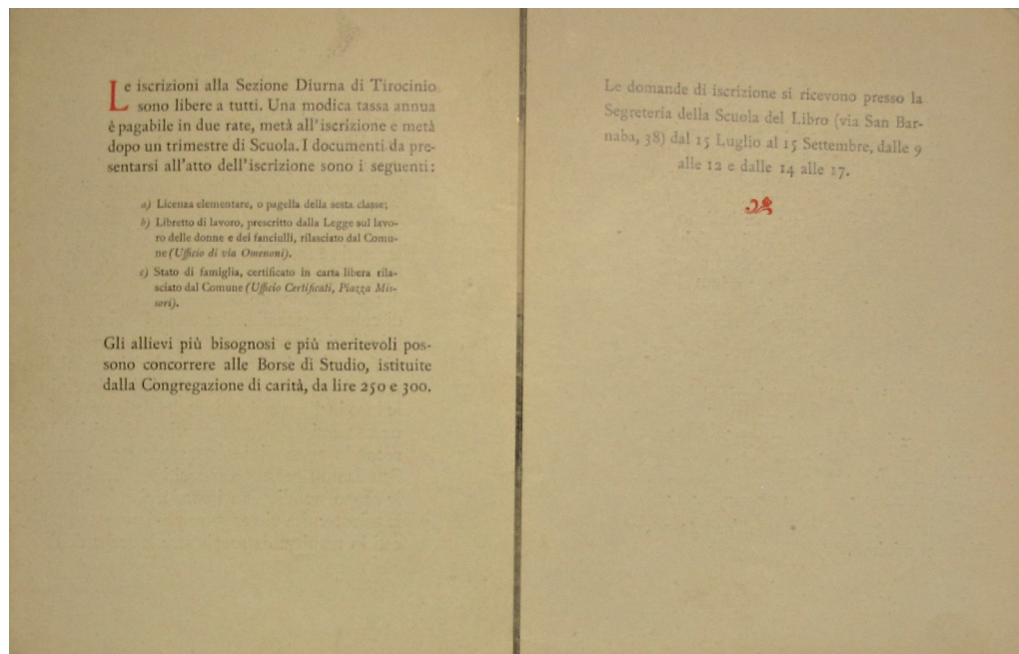 Le iscrizioni alla Sezione Diurna di Tirocinio
sono libere a tutti. Una modica tassa annua
è pagabile in due rate, metà all'iscrizione e metà
dopo un trimestre di Scuola. I documenti da pre-
sentarsi all'atto dell'iscrizione sono i seguenti:
a) Licenza elementare, o pagella della sesta classe;
b) Libretto di lavoro, prescritto dalla Legge sul lavo-
ro delle donne e dei fanciulli, rilasciato dal Comu-
ne (Ufficio di via Omenoni).
c) Stato di famiglia, certificato in carta libera rila-
sciato dal Comune (Ufficio Certificati, Piazza Mis-
sori).
Gli allievi più bisognosi e più meritevoli pos-
sono concorrere alle Borse di Studio, istituite
dalla Congregazione di carità, da lire 250 e 300.
Le domande di iscrizione si ricevono presso la
Segreteria della Scuola del Libro (via San Bar-
naba, 38) dal 15 Luglio al 15 Settembre, dalle 9
alle 12 e dalle 14 alle 17.